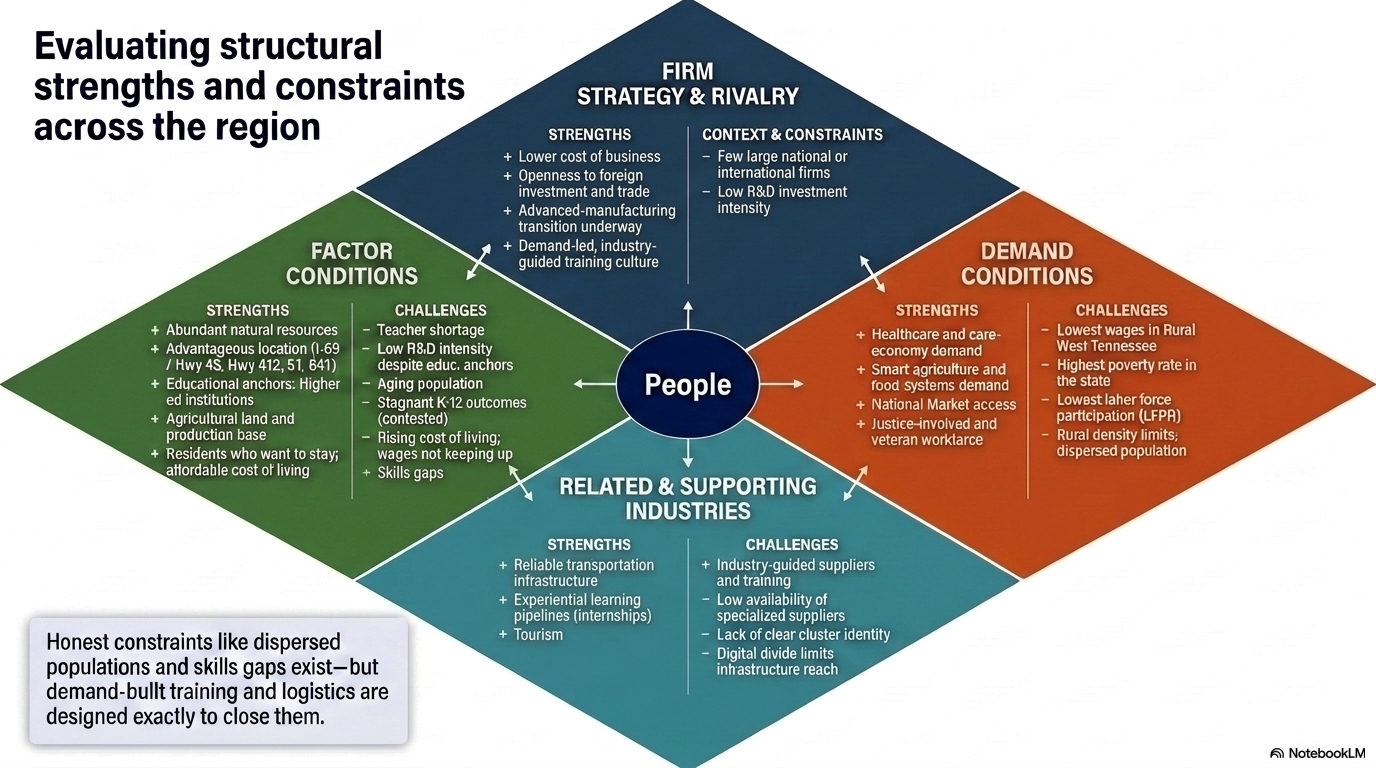 Evaluating structural
strengths and constraints
across the region
FIRM
STRATEGY & RIVALRY
STRENGTHS
+ Lower cost of business
+ Openness to foreign
investment and trade
+ Advanced-manufacturing
transition underway
+ Demand-led, industry-
guided training culture
CONTEXT & CONSTRAINTS
– Few large national or
international firms
– Low R&D investment
intensity
FACTOR
CONDITIONS
STRENGTHS
+ Abundant natural resources
+ Advantageous location (I-69
/ Hwy 4S, Hwy 412, 51, 641)
+ Educational anchors: Higher
ed institutions
+ Agricultural land and
production base
+ Residents who want to stay;
affordable cost of living
CHALLENGES
– Teacher shortage
– Low R&D intensity
despite educ. anchors
– Aging population
– Stagnant K-12 outcomes
(contested)
– Rising cost of living;
wages not keeping up
+ Skills gaps
People
DEMAND
CONDITIONS
STRENGTHS
+ Healthcare and care-
economy demand
+ Smart agriculture and
food systems demand
+ National Market access
+ Justice-involved and
veteran worklarce
CHALLENGES
– Lowest wages in Rural
West Tennessee
– Highest poverty rate in
the state
– Lowest laher force
participation (LFPR)
– Rural density limits;
dispersed population
RELATED & SUPPORTING
INDUSTRIES
STRENGTHS
+ Reliable transportation
infrastructure
+ Experiential learning
pipelines (internships)
+ Tourism
CHALLENGES
+ Industry-guided suppliers
and training
– Low availability of
specialized suppliers
– Lack of clear cluster identity
– Digital divide limits
inhastructure reach
Honest constraints like dispersed
populations and skills gaps exist—but
demand-bullt training and logistics are
designed exactly to close them.
NotebookLM